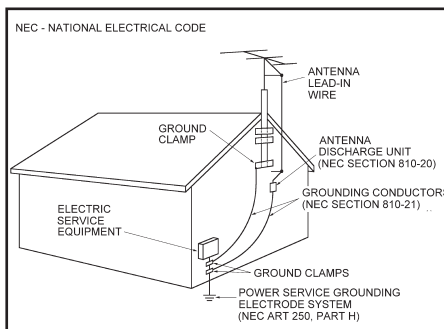 NEC - NATIONAL ELECTRICAL CODE
ANTENNA
LEAD-IN
WIRE
GROUND
CLAMP
ANTENNA
DISCHARGE UNIT
(NEC SECTION 810-20)
GROUNDING CONDUCTORS
(NEC SECTION 810-21)
ELECTRIC
SERVICE
EQUIPMENT
GROUND CLAMPS
POWER SERVICE GROUNDING
ELECTRODE SYSTEM
(NEC ART 250, PART H)